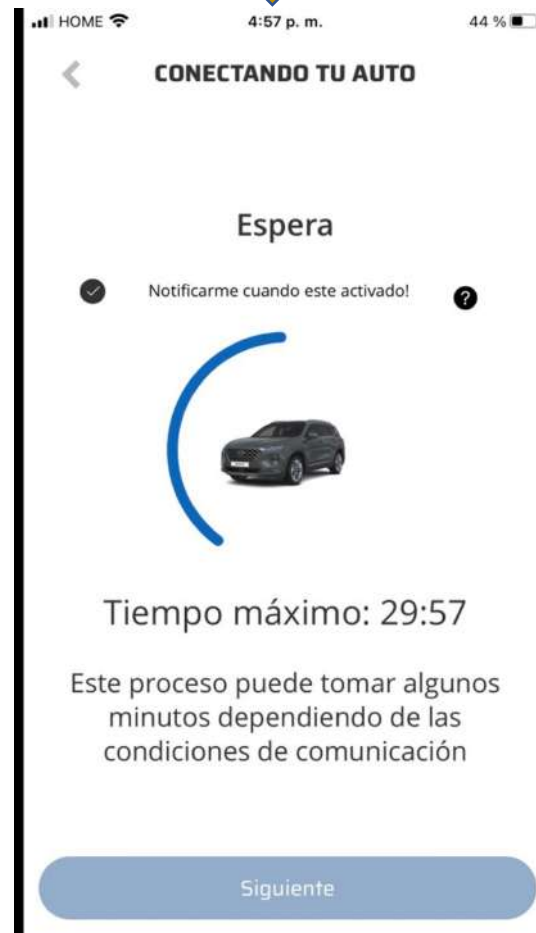 HOME 4:57 p. m. 44 %
CONECTANDO TU AUTO
Espera
Notificarme cuando este activado! ?
Tiempo máximo: 29:57
Este proceso puede tomar algunos
minutos dependiendo de las
condiciones de comunicación
Siguiente